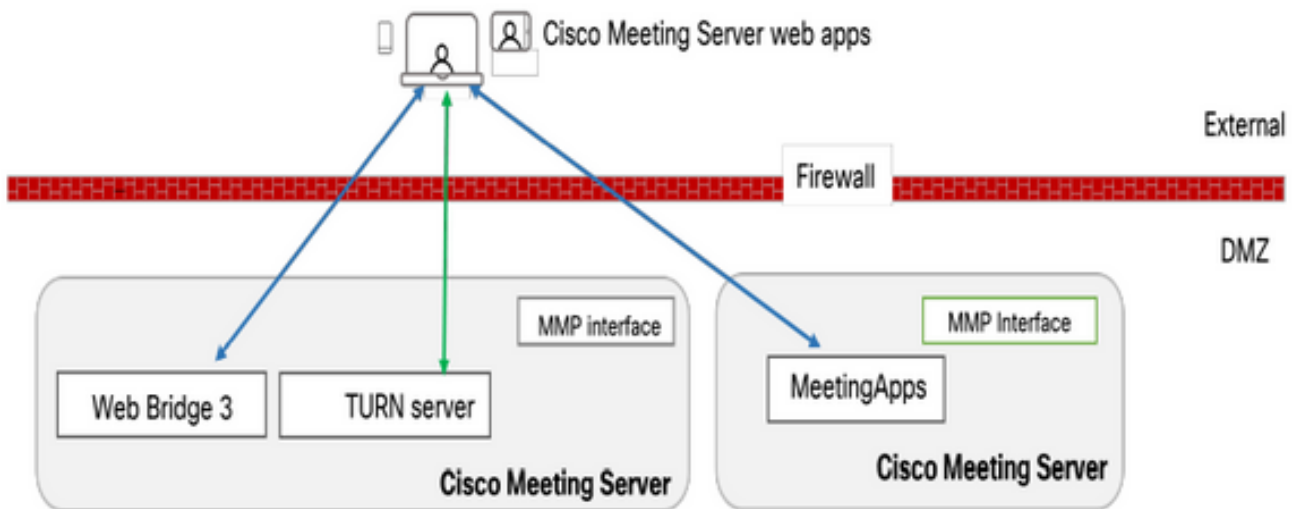 Cisco Meeting Server web apps
External
Firewall
DMZ
MMP interface
Web Bridge 3
TURN server
Cisco Meeting Server
MMP Interface
MeetingApps
Cisco Meeting Server